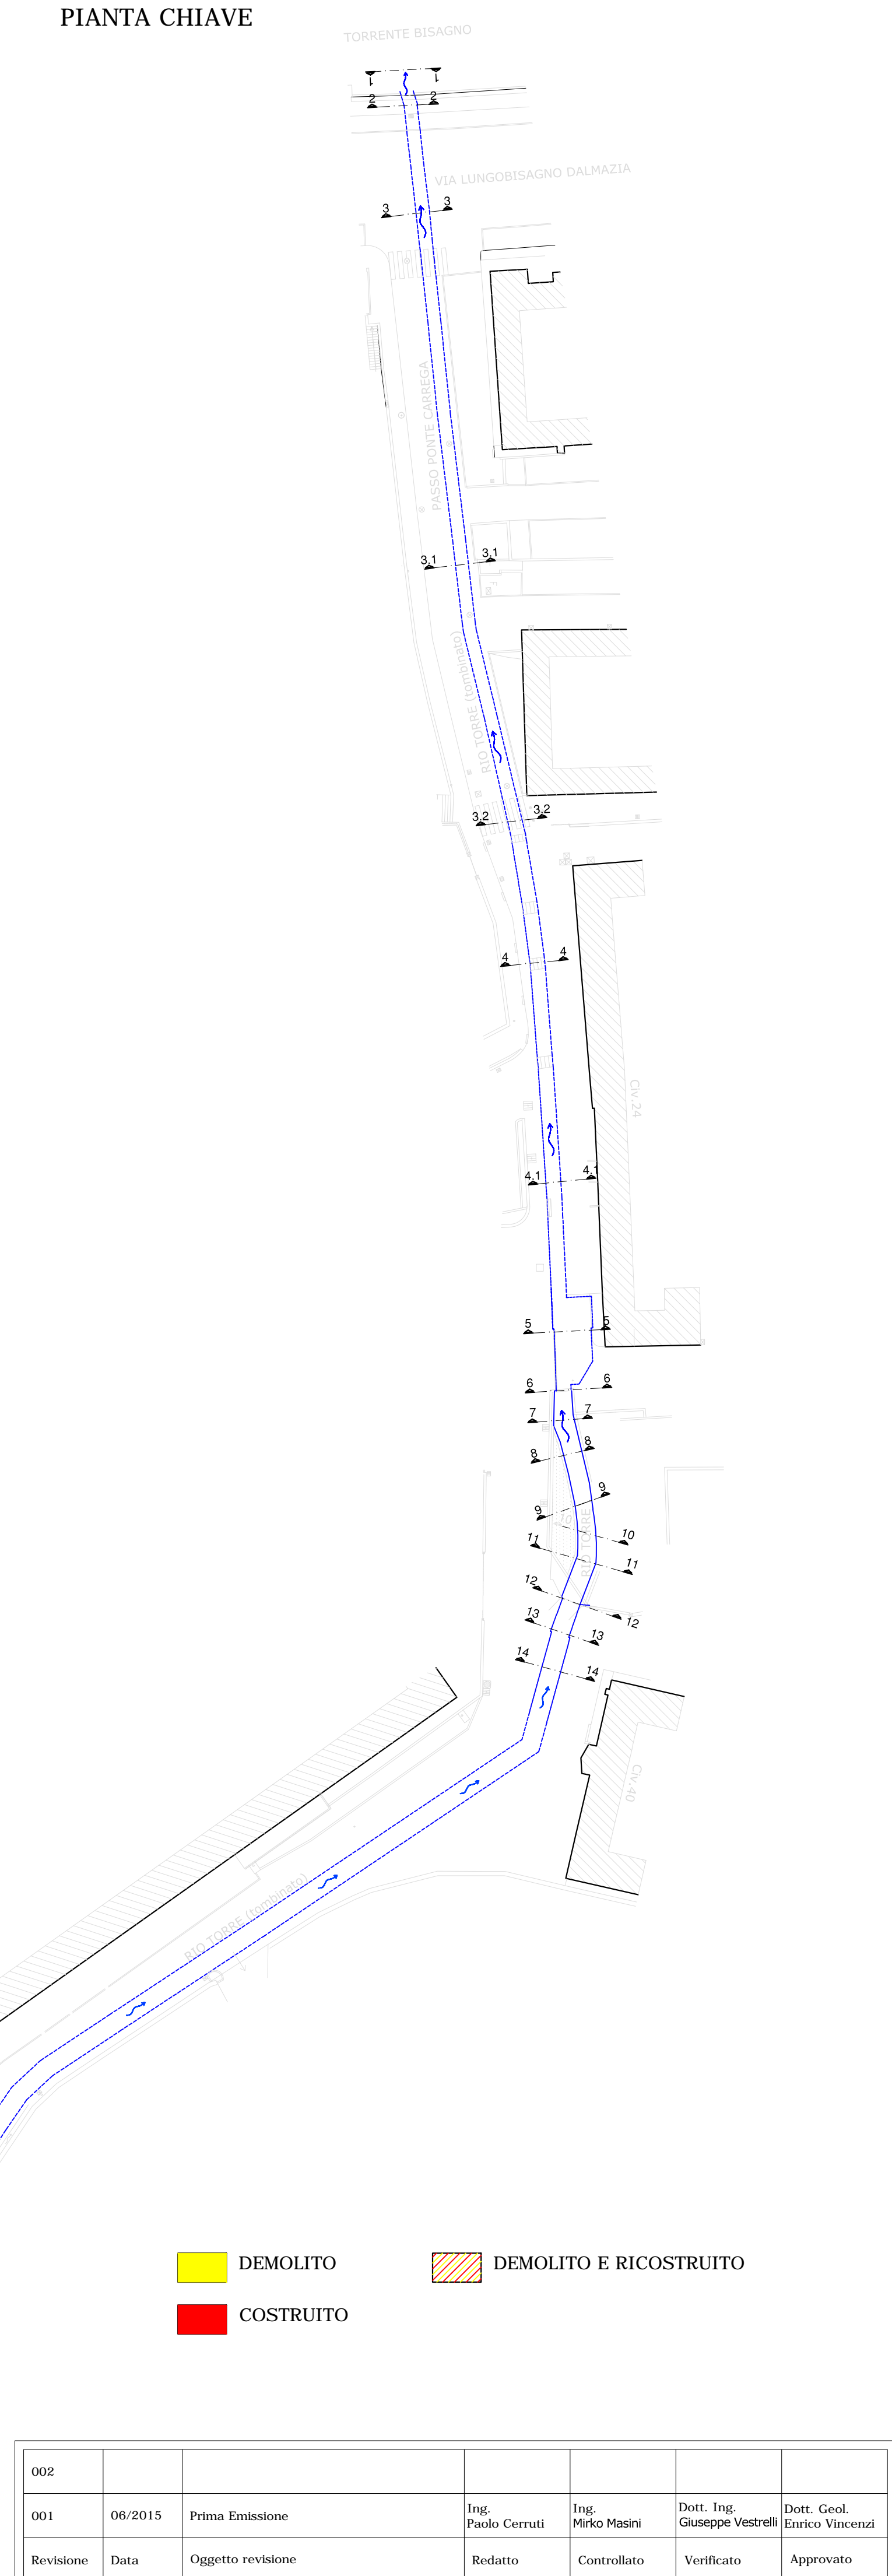 PIANTA CHIAVE
TORRENTE BISAGNO
1 1
2 2
VIA LUNGOBISAGNO DALMAZIA
3 3
PASSO PONTE CARREGA
3.1 3.1
RIO TORRE (tombinato)
3.2 3.2
4 4
Civ.24
4.1 4.1
5 5
6 6
7 7
8 8
9 9
10 10
RIO TORRE
11 11
12 12
13 13
14 14
Civ.40
RIO TORRE (tombinato)
DEMOLITO
DEMOLITO E RICOSTRUITO
COSTRUITO
002
001 06/2015 Prima Emissione Ing. Paolo Cerruti Ing. Mirko Masini Dott. Ing. Giuseppe Vestrelli Dott. Geol. Enrico Vincenzi
Revisione Data Oggetto revisione Redatto Controllato Verificato Approvato